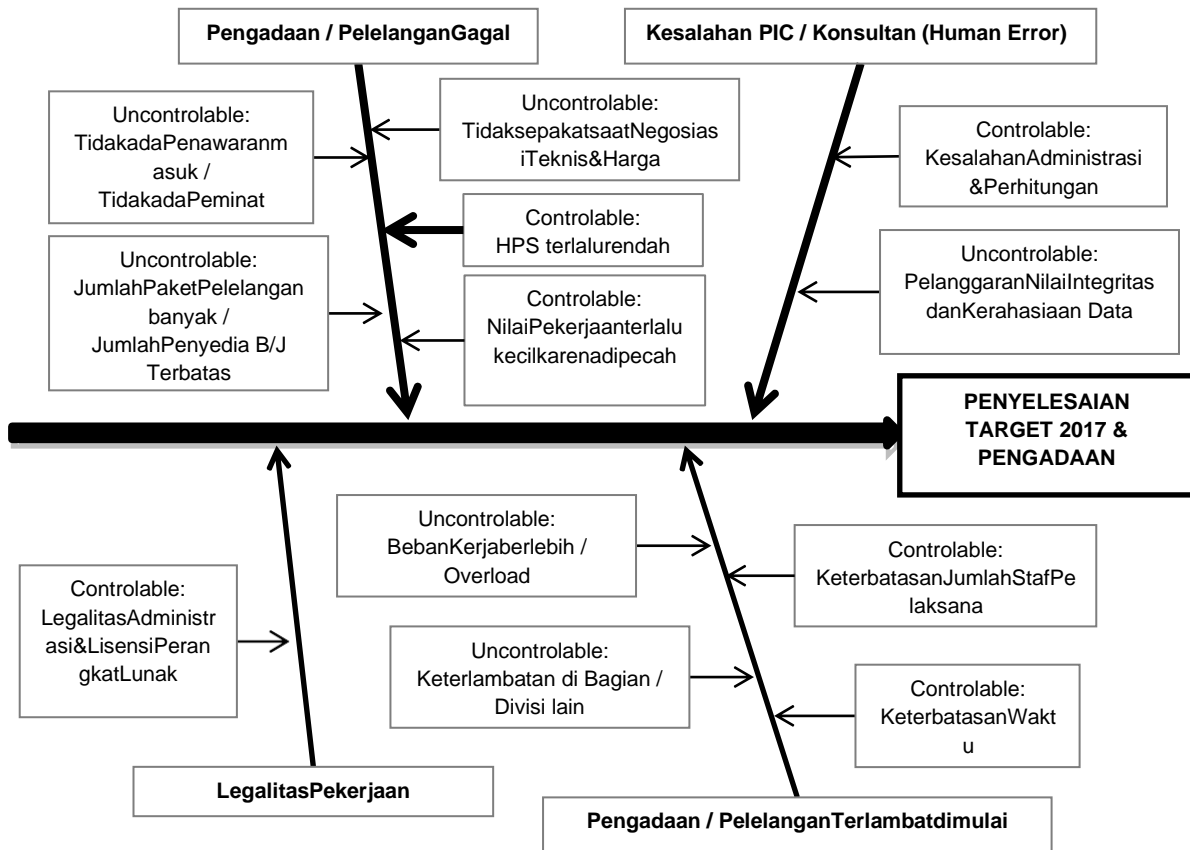 Pengadaan / PelelanganGagal
Kesalahan PIC / Konsultan (Human Error)
Uncontrolable:
TidakadaPenawaranm
asuk /
TidakadaPeminat
Uncontrolable:
TidaksepakatsaatNegosias
iTeknis&Harga
Controlable:
KesalahanAdministrasi
&Perhitungan
Controlable:
HPS terlalurendah
Uncontrolable:
JumlahPaketPelelangan
banyak /
JumlahPenyedia B/J
Terbatas
Controlable:
NilaiPekerjaanterlalu
kecilkarenadipecah
Uncontrolable:
PelanggaranNilaiIntegritas
danKerahasiaan Data
PENYELESAIAN
TARGET 2017 &
PENGADAAN
Uncontrolable:
BebanKerjaberlebih /
Overload
Controlable:
KeterbatasanJumlahStafPe
laksana
Controlable:
LegalitasAdministr
asi&LisensiPeran
gkatLunak
Uncontrolable:
Keterlambatan di Bagian /
Divisi lain
Controlable:
KeterbatasanWakt
u
LegalitasPekerjaan
Pengadaan / PelelanganTerlambatdimulai